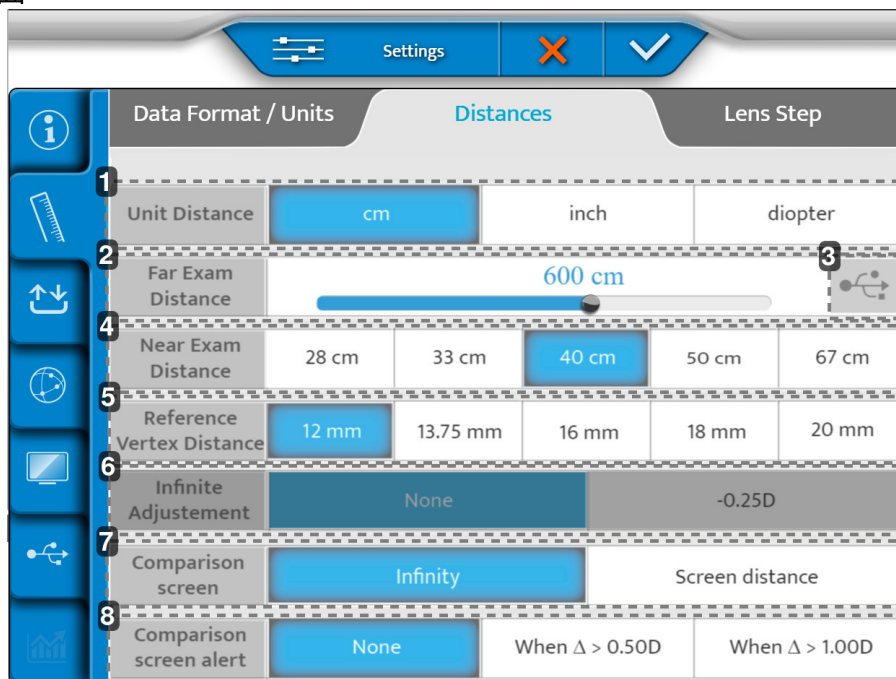 Settings
Data Format / Units Distances Lens Step
1
Unit Distance cm inch diopter
2 3
Far Exam 600 cm
Distance
4
Near Exam
Distance 28 cm 33 cm 40 cm 50 cm 67 cm
5
Reference
Vertex Distance 12 mm 13.75 mm 16 mm 18 mm 20 mm
6
Infinite
Adjustement None -0.25D
7
Comparison
screen Infinity Screen distance
8
Comparison
screen alert None When Δ > 0.50D When Δ > 1.00D